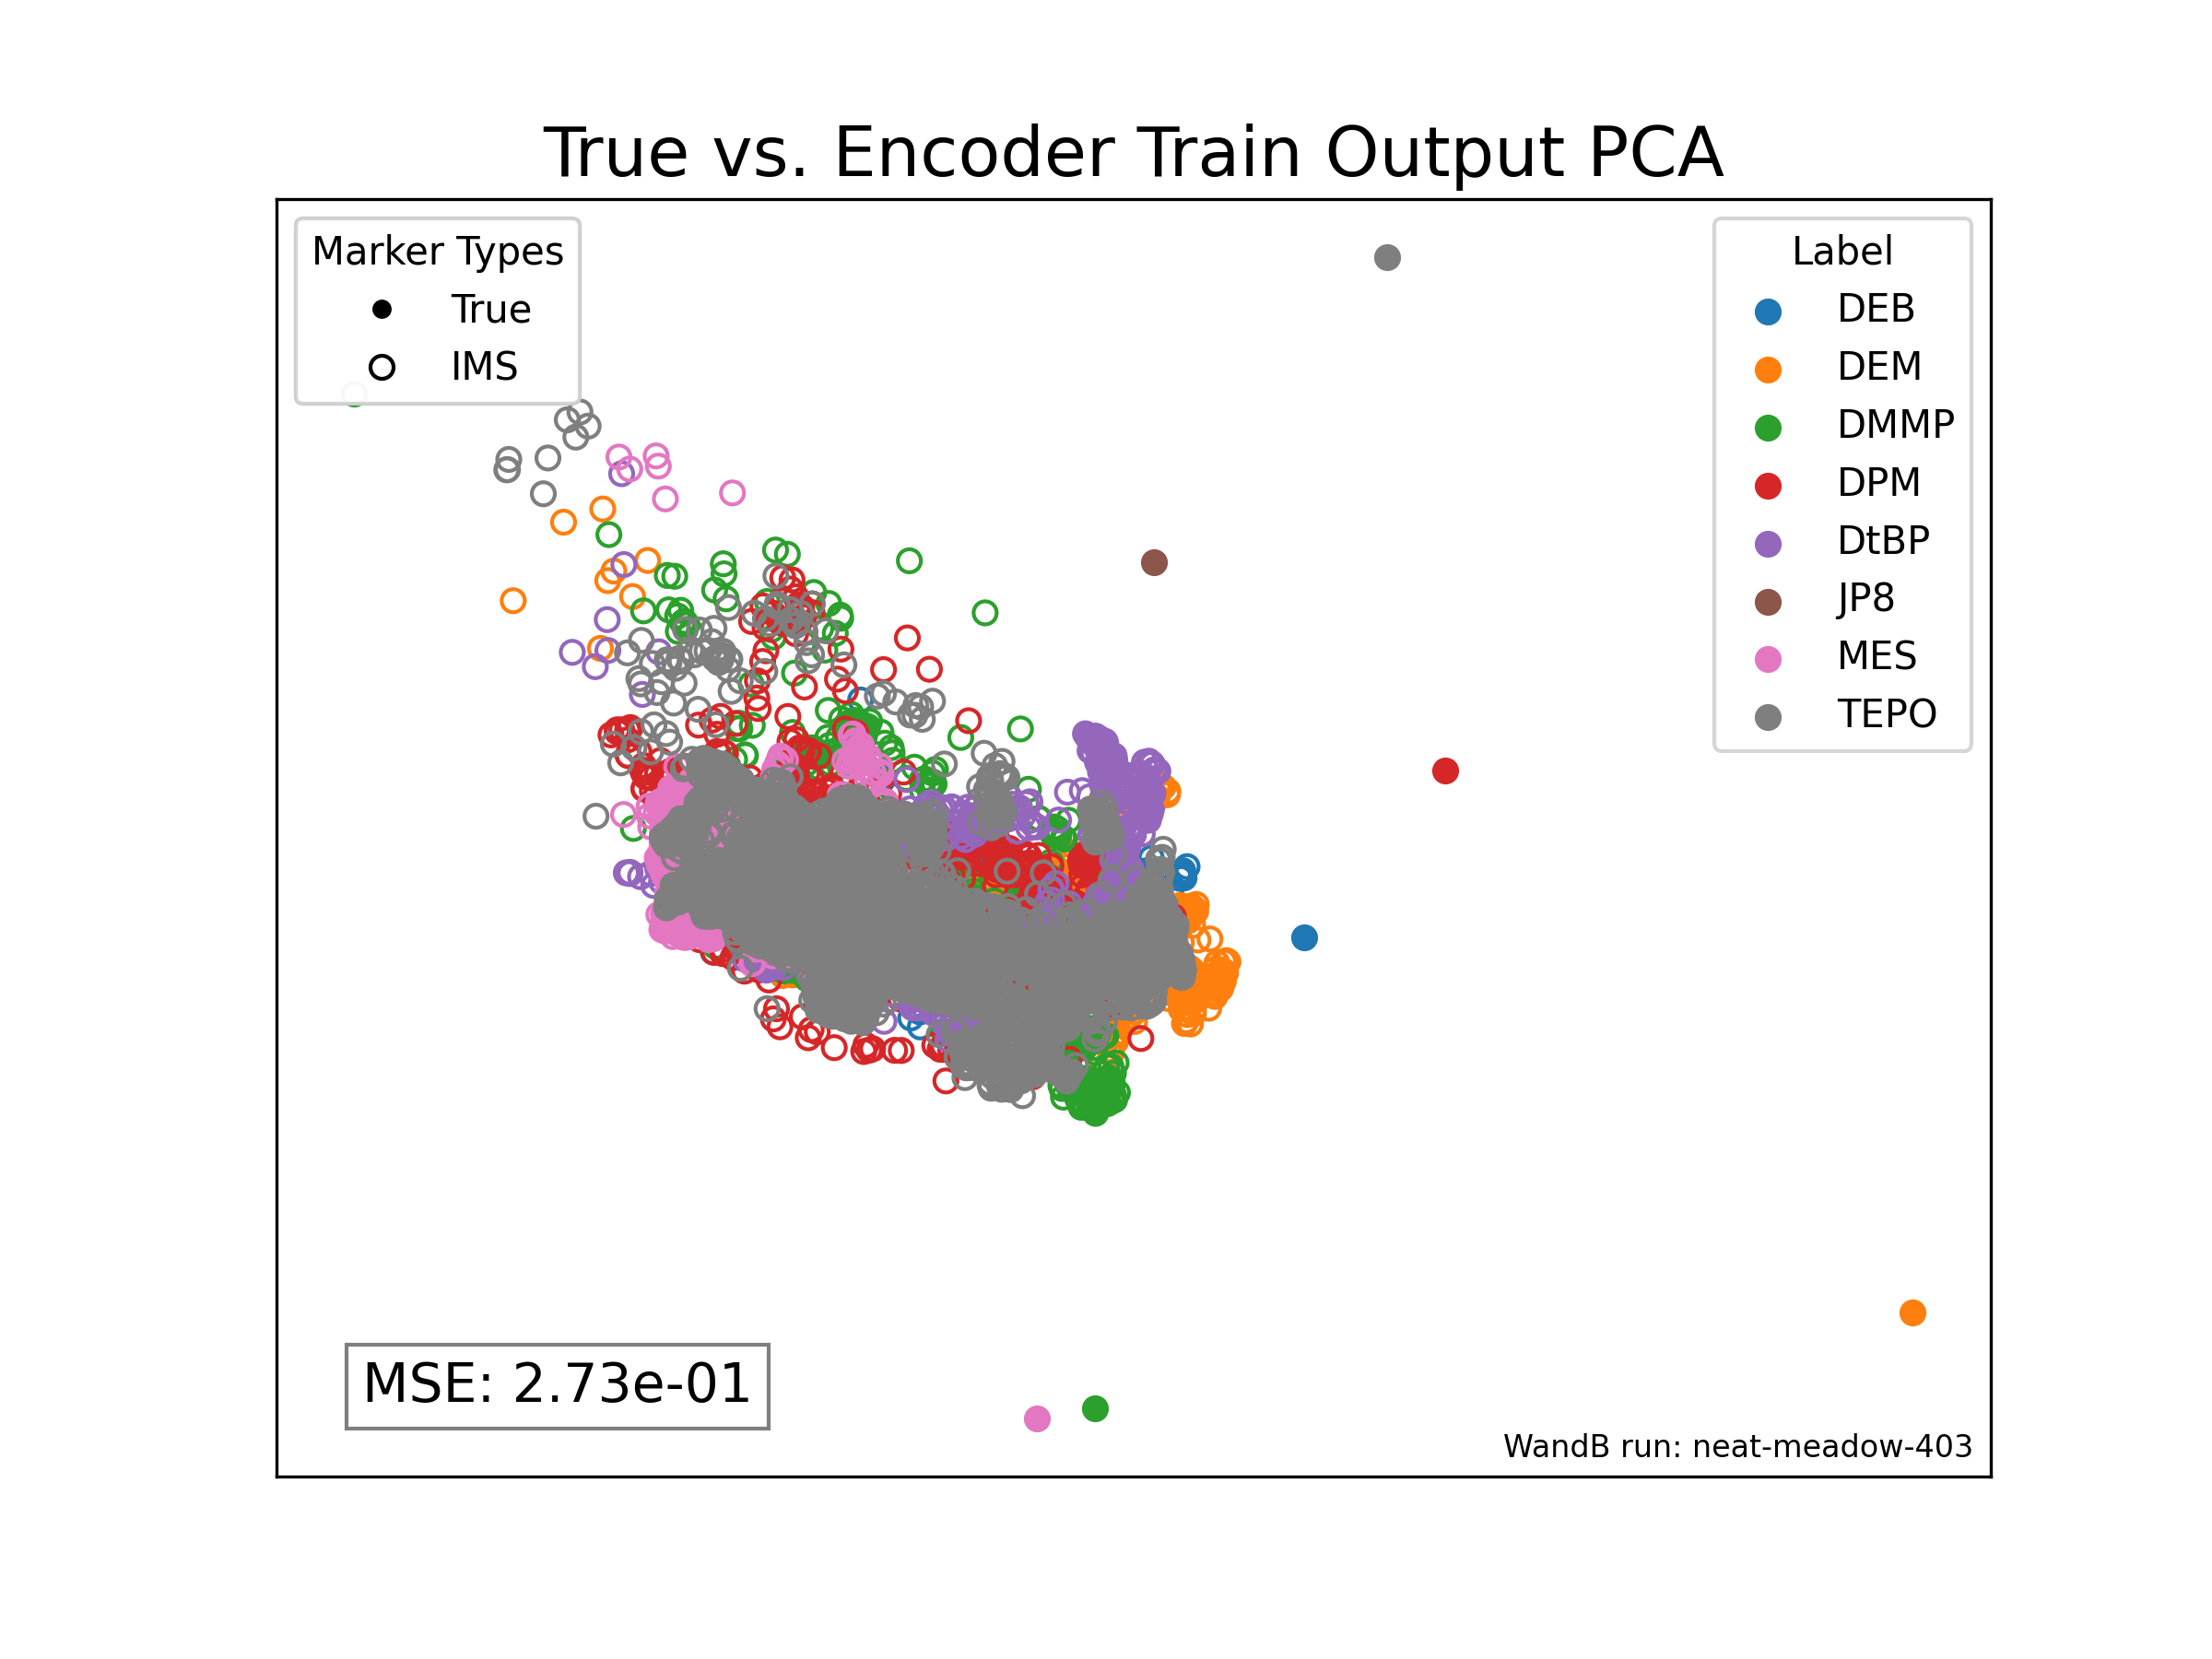 True vs. Encoder Train Output PCA
Marker Types
True
IMS
Label
DEB
DEM
DMMP
DPM
DtBP
JP8
MES
TEPO
MSE: 2.73e-01
WandB run: neat-meadow-403